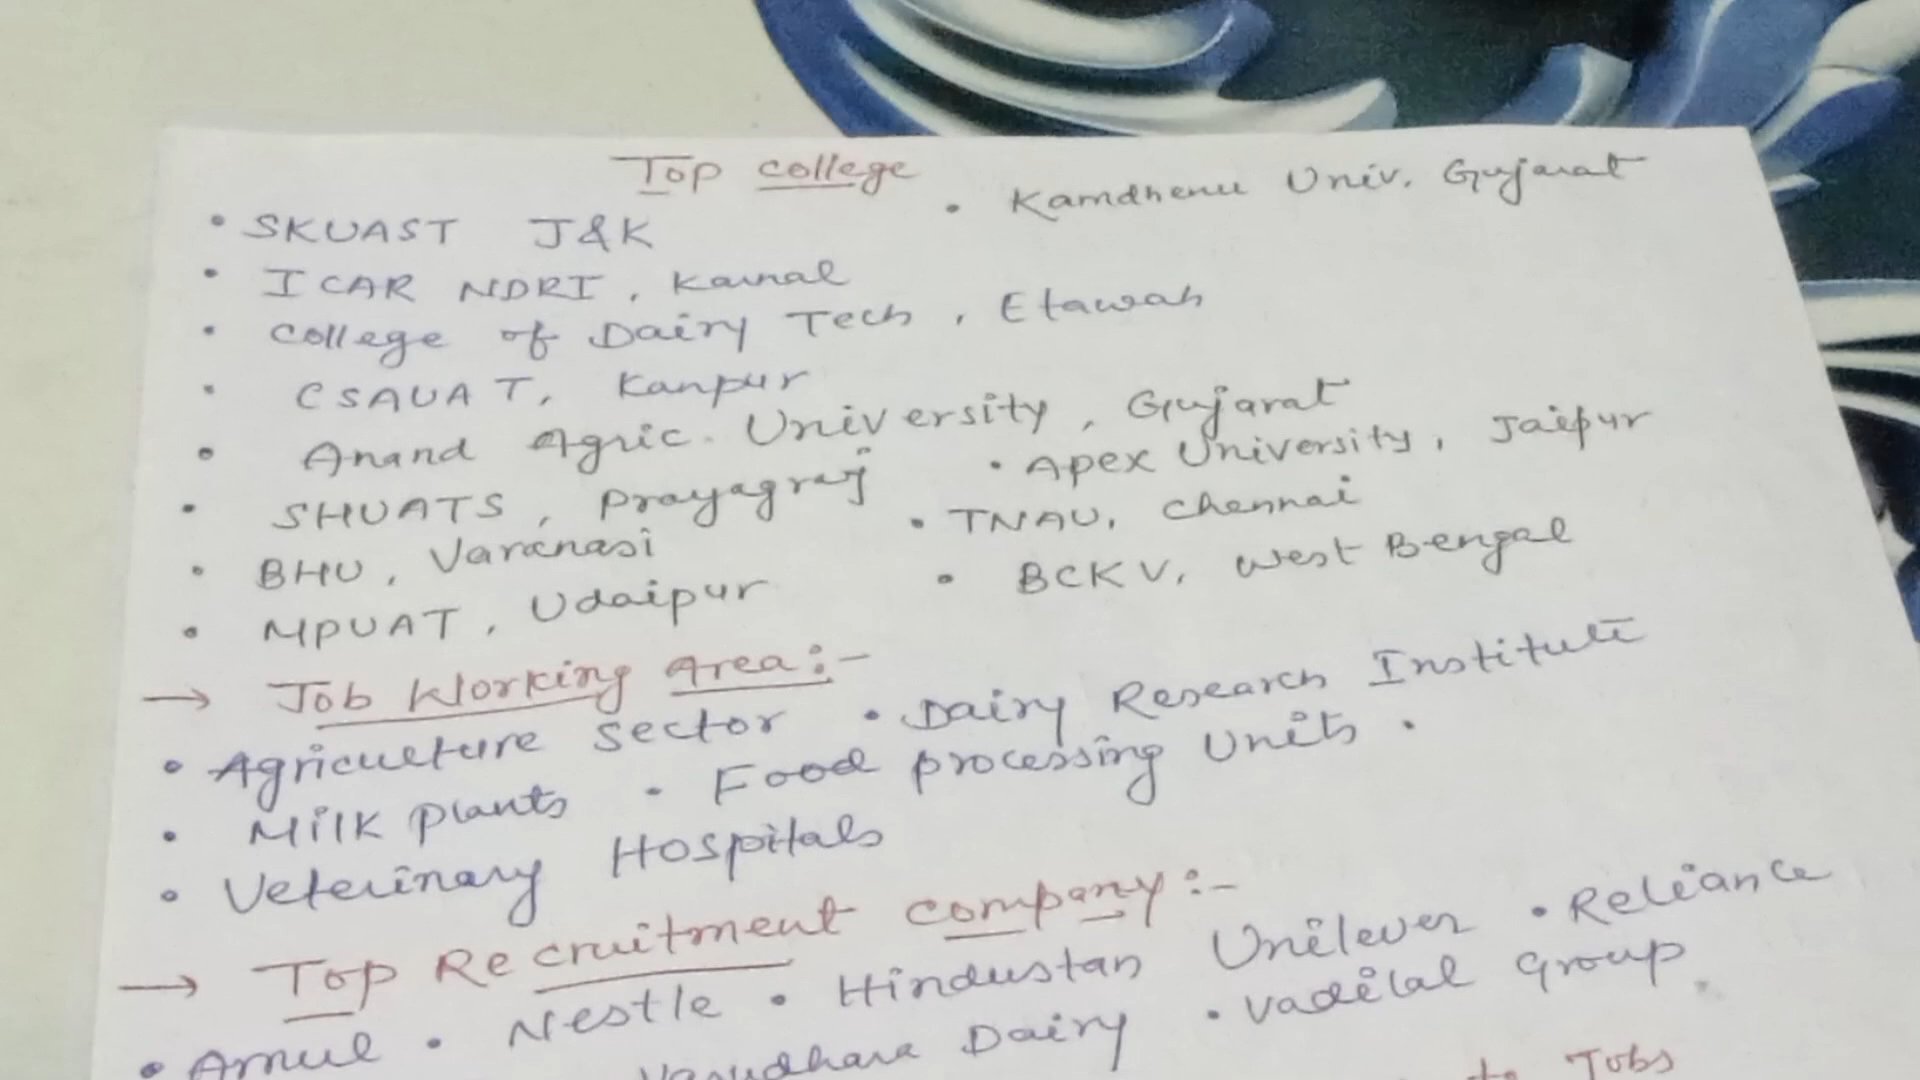 Top college
• Kamdhenu Univ. Gujarat
• SKUAST J&K
• ICAR NDRI, Karnal
• College of Dairy Tech, Etawah
• CSAUAT, Kanpur
• Anand Agric. University, Gujarat
• SHUATS, Prayagraj • Apex University, Jaipur
• BHU, Varanasi • TNAU, Chennai
• MPUAT, Udaipur • BCKV, West Bengal
→ Job Working Area:-
• Agriculture Sector • Dairy Research Institute
• Milk plants • Food processing Units •
• Veterinary Hospitals
→ Top Recruitment company:-
• Amul • Nestle • Hindustan Unilever • Reliance
Vasudhara Dairy • Vadilal Group
to Jobs